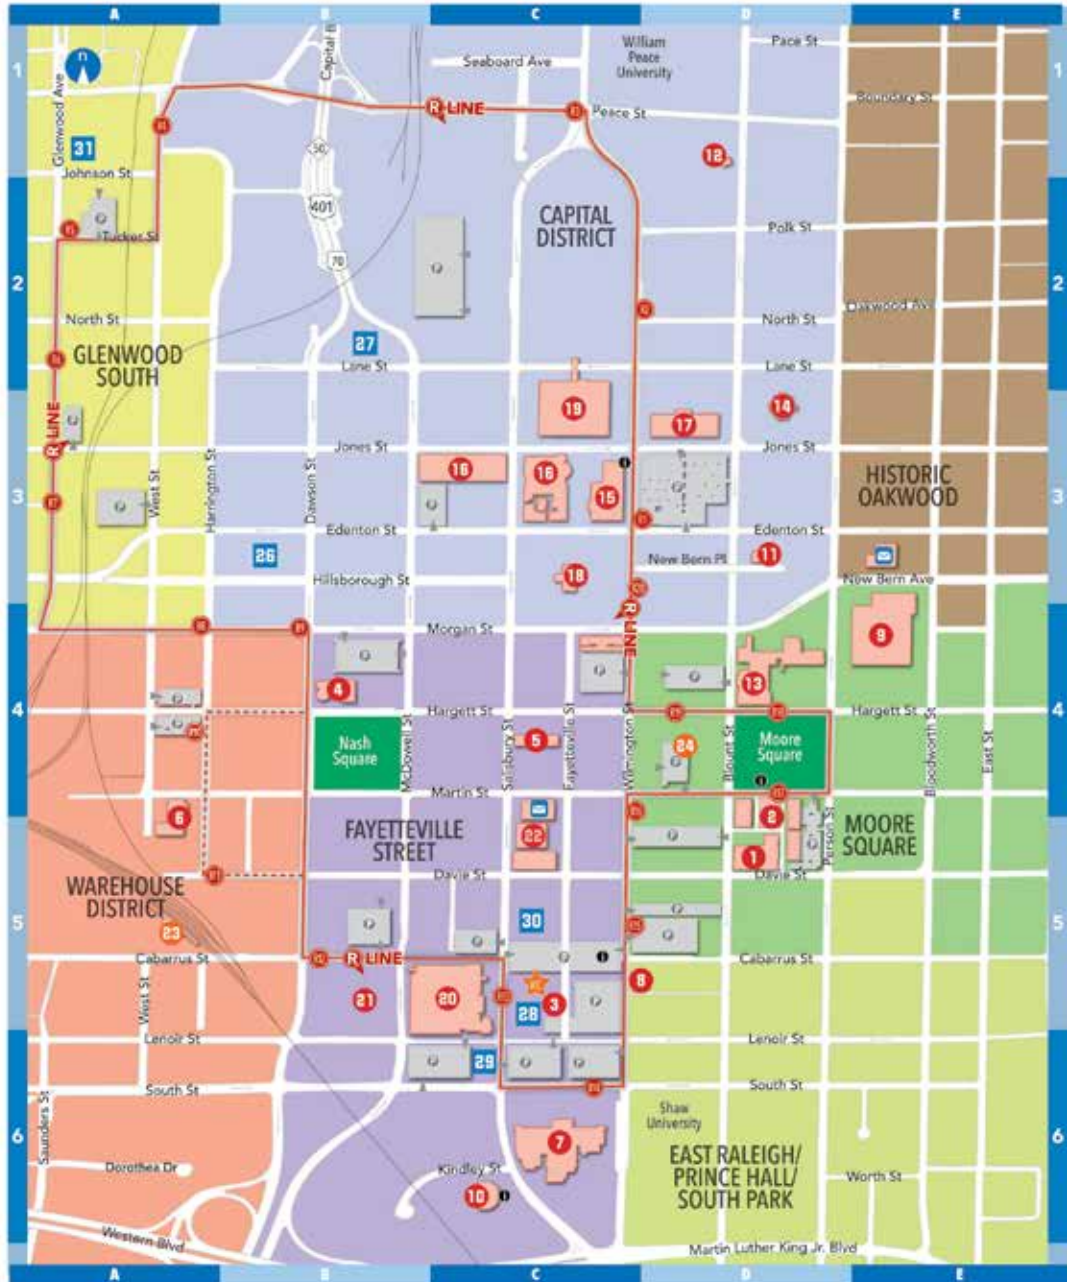 A
B
C
D
E
1
1
n
Glenwood Ave
Capital B
Seaboard Ave
William
Peace
University
Pace St
Boundary St
R LINE
Peace St
31
50
12
Johnson St
401
CAPITAL
DISTRICT
Polk St
Tucker St
70
2
2
North St
27
North St
Oakwood Ave
GLENWOOD
SOUTH
Lane St
Lane St
19
14
17
R LINE
Jones St
Jones St
West St
Harrington St
Dawson St
16
16
15
HISTORIC
OAKWOOD
3
3
Edenton St
Edenton St
26
New Bern Pl
11
Hillsborough St
18
New Bern Ave
R LINE
Morgan St
9
4
13
4
4
Hargett St
Hargett St
Nash
Square
McDowell St
Salisbury St
5
Fayetteville St
Wilmington St
24
Blount St
Moore
Square
Bloodworth St
East St
Martin St
6
FAYETTEVILLE
STREET
22
2
1
Person St
MOORE
SQUARE
Davie St
Davie St
WAREHOUSE
DISTRICT
5
5
23
30
Cabarrus St
R LINE
Cabarrus St
West St
21
20
28
3
8
Lenoir St
29
Lenoir St
South St
South St
Saunders St
Shaw
University
6
6
7
EAST RALEIGH/
PRINCE HALL/
SOUTH PARK
Dorothea Dr
Kindley St
10
Worth St
Western Blvd
Martin Luther King Jr. Blvd
A
B
C
D
E